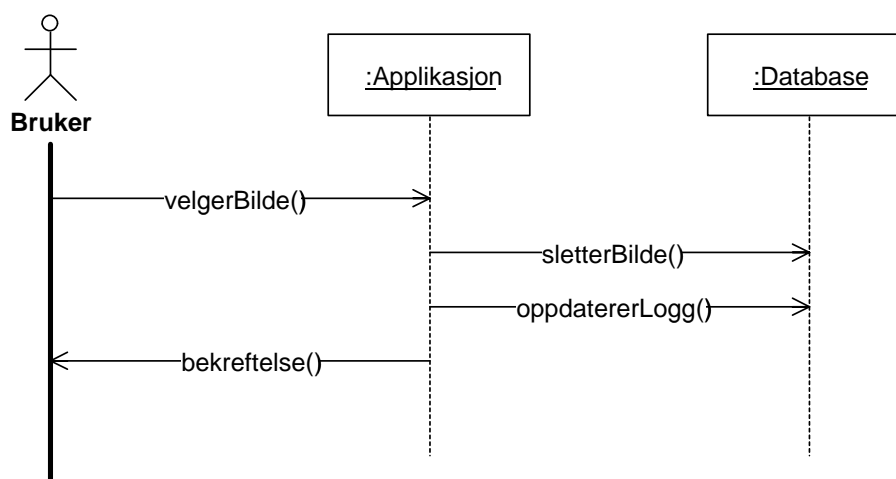 :Applikasjon
:Database
Bruker
velgerBilde()
sletterBilde()
oppdatererLogg()
bekreftelse()